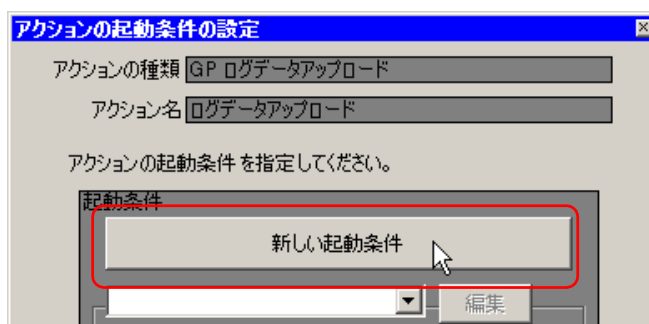 アクションの起動条件の設定
アクションの種類 GP ログデータアップロード
アクション名 ログデータアップロード
アクションの起動条件 を指定してください。
起動条件
新しい起動条件
編集